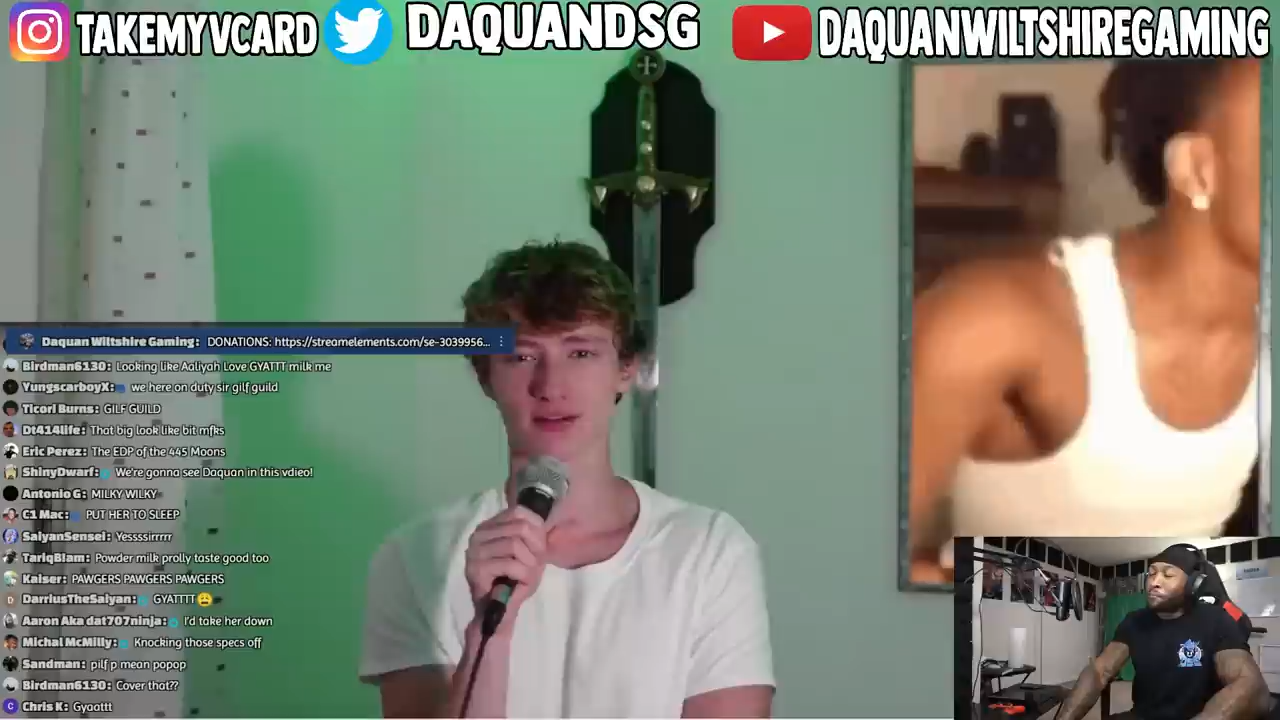 TAKEMYVCARD
DAQUANDSG
DAQUANWILTSHIREGAMING
Daquan Wiltshire Gaming: DONATIONS: https://streamelements.com/se-3039956...
Birdman6130: Looking like Aaliyah Love GYATTT milk me
YungscarboyX: we here on duty sir gilf guild
Ticori Burns: GILF GUILD
Dt414life: That big look like bit mfks
Eric Perez: The EDP of the 445 Moons
ShinyDwarf: We're gonna see Daquan in this vdieo!
Antonio G: MILKY WILKY
C1 Mac: PUT HER TO SLEEP
SaiyanSensei: Yessssirrrrr
TariqBlam: Powder milk prolly taste good too
Kaiser: PAWGERS PAWGERS PAWGERS
DarriusTheSaiyan: GYATTTT😩
Aaron Aka dat707ninja: I'd take her down
Michal McMilly: Knocking those specs off
Sandman: pilf p mean popop
Birdman6130: Cover that??
Chris K: Gyaattt